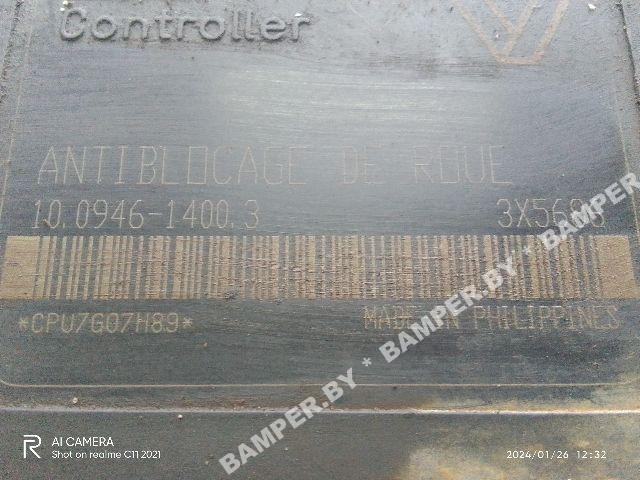 Controller
ANTIBLOCAGE DE ROUE
10.0946-1400.3
*CPU7G07H89*
MADE IN PHILIPPINES
BAMPER.BY * BAMPER.BY * BAMPER.BY
AI CAMERA
Shot on realme C11 2021
2024/01/26 12:32